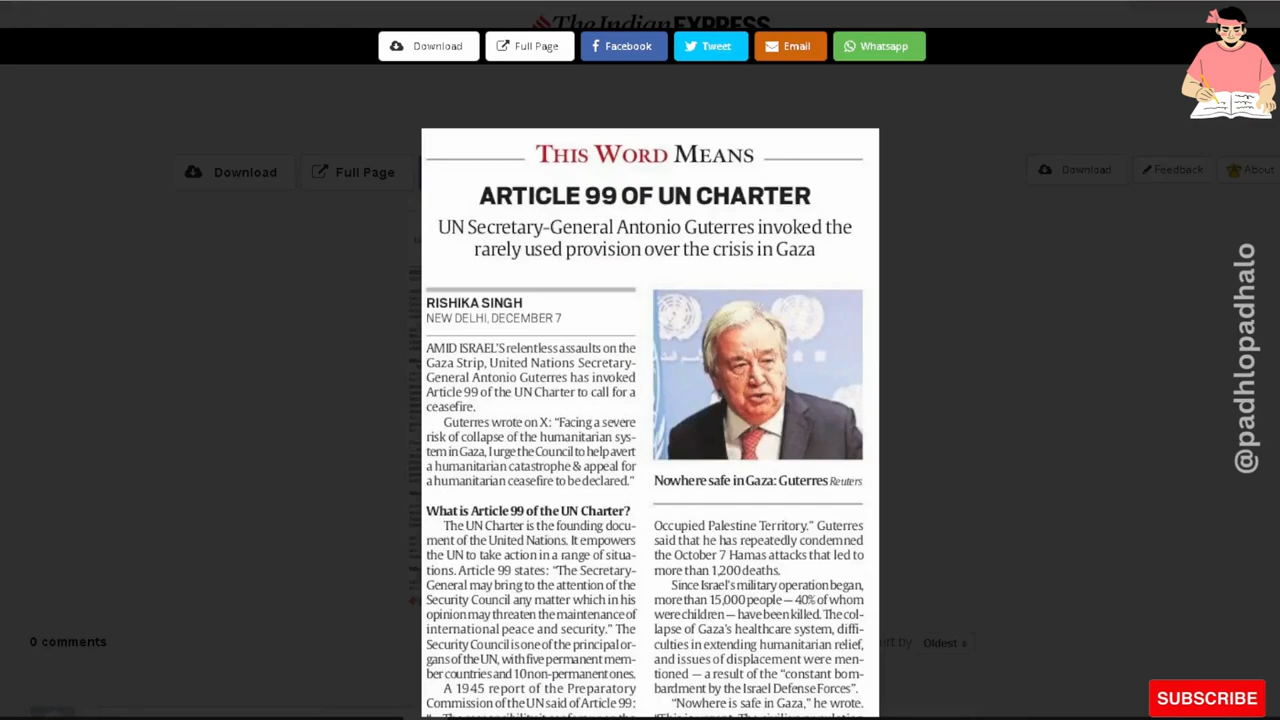 The Indian EXPRESS
Download
Full Page
Facebook
Tweet
Email
Whatsapp
Download
Full Page
Download
Feedback
About
THIS WORD MEANS
ARTICLE 99 OF UN CHARTER
UN Secretary-General Antonio Guterres invoked the
rarely used provision over the crisis in Gaza
RISHIKA SINGH
NEW DELHI, DECEMBER 7
AMID ISRAEL'S relentless assaults on the
Gaza Strip, United Nations Secretary-
General Antonio Guterres has invoked
Article 99 of the UN Charter to call for a
ceasefire.
Guterres wrote on X: “Facing a severe
risk of collapse of the humanitarian sys-
tem in Gaza, I urge the Council to help avert
a humanitarian catastrophe & appeal for
a humanitarian ceasefire to be declared.”
What is Article 99 of the UN Charter?
The UN Charter is the founding docu-
ment of the United Nations. It empowers
the UN to take action in a range of situa-
tions. Article 99 states: “The Secretary-
General may bring to the attention of the
Security Council any matter which in his
opinion may threaten the maintenance of
international peace and security.” The
Security Council is one of the principal or-
gans of the UN, with five permanent mem-
ber countries and 10 non-permanent ones.
A 1945 report of the Preparatory
Commission of the UN said of Article 99:
Nowhere safe in Gaza: Guterres Reuters
Occupied Palestine Territory.” Guterres
said that he has repeatedly condemned
the October 7 Hamas attacks that led to
more than 1,200 deaths.
Since Israel's military operation began,
more than 15,000 people — 40% of whom
were children — have been killed. The col-
lapse of Gaza's healthcare system, diffi-
culties in extending humanitarian relief,
and issues of displacement were men-
tioned — a result of the “constant bom-
bardment by the Israel Defense Forces”.
“Nowhere is safe in Gaza,” he wrote.
@padhlopadhalo
0 comments
Oldest
SUBSCRIBE